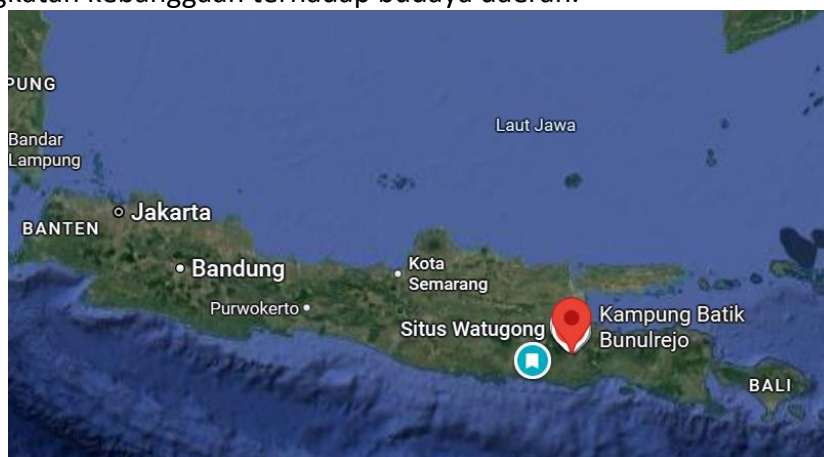 PUNG
Bandar
Lampung
Laut Jawa
Jakarta
BANTEN
Bandung
Kota
Semarang
Purwokerto
Situs Watugong
Kampung Batik
Bunulrejo
BALI